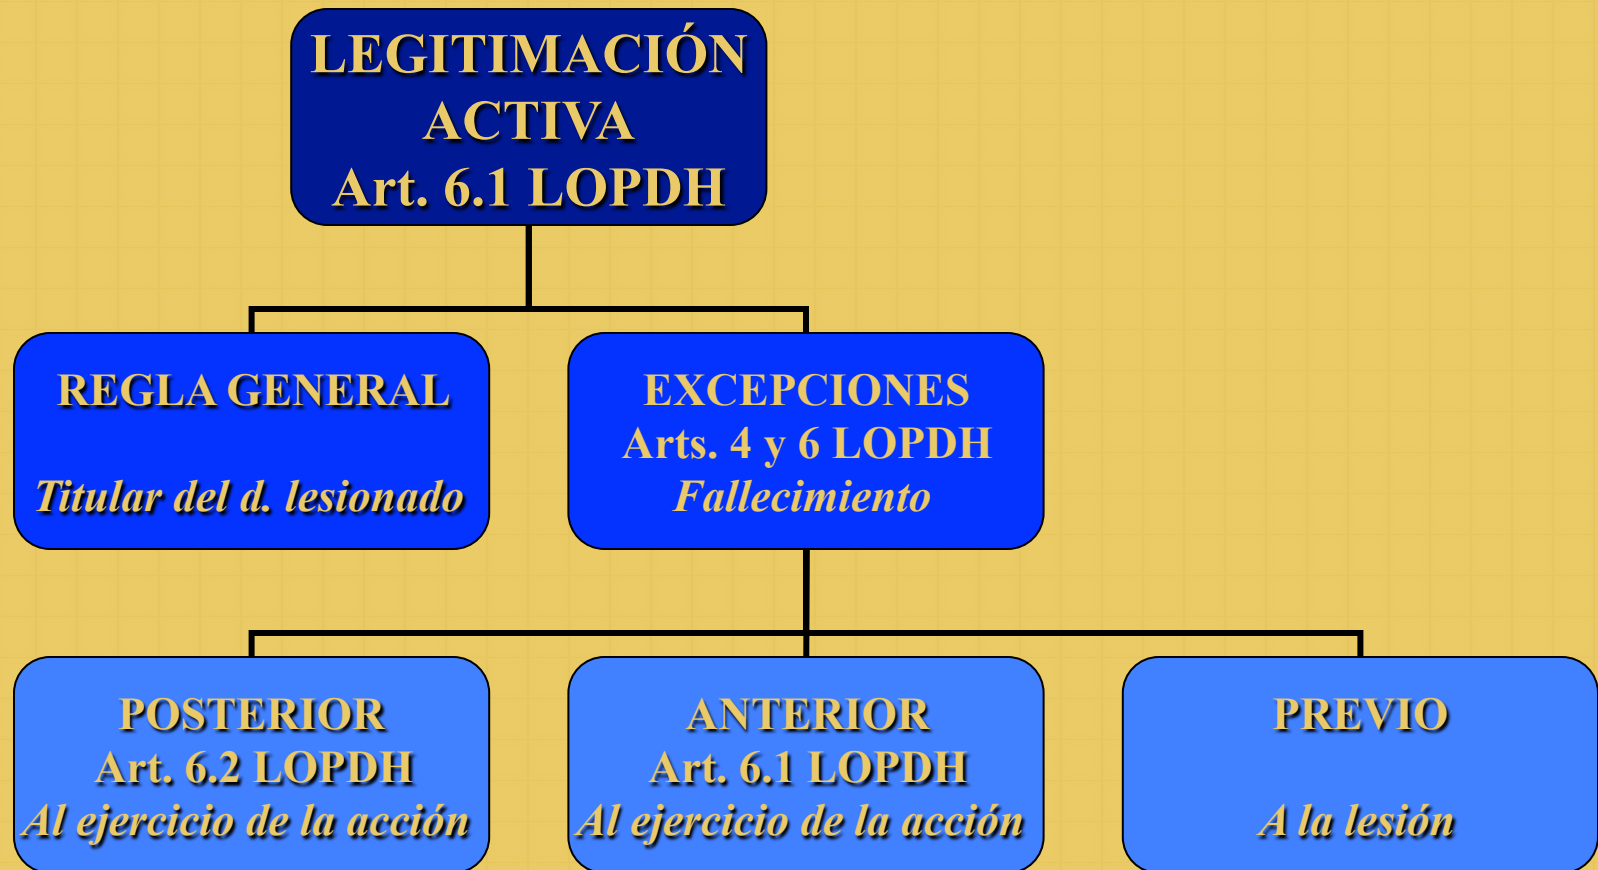 LEGITIMACIÓN
ACTIVA
Art. 6.1 LOPDH
REGLA GENERAL
Titular del d. lesionado
EXCEPCIONES
Arts. 4 y 6 LOPDH
Fallecimiento
POSTERIOR
Art. 6.2 LOPDH
Al ejercicio de la acción
ANTERIOR
Art. 6.1 LOPDH
Al ejercicio de la acción
PREVIO
A la lesión